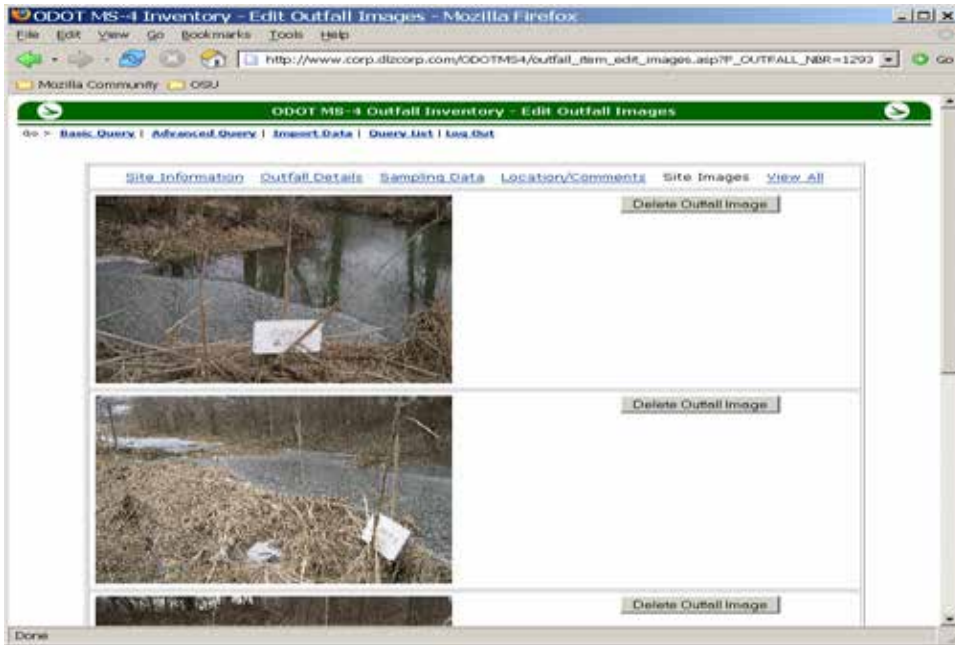 ODOT MS-4 Inventory - Edit Outfall Images - Mozilla Firefox
File Edit View Go Bookmarks Tools Help
http://www.corp.dlzcorp.com/ODOTMS4/outfall_item_edit_images.asp?F_OUTFALL_NBR=1293 Go
Mozilla Community OSU
ODOT MS-4 Outfall Inventory - Edit Outfall Images
Go > Basic Query | Advanced Query | Import Data | Query List | Log Out
Site Information Outfall Details Sampling Data Location/Comments Site Images View All
Delete Outfall Image
Delete Outfall Image
Delete Outfall Image
Done